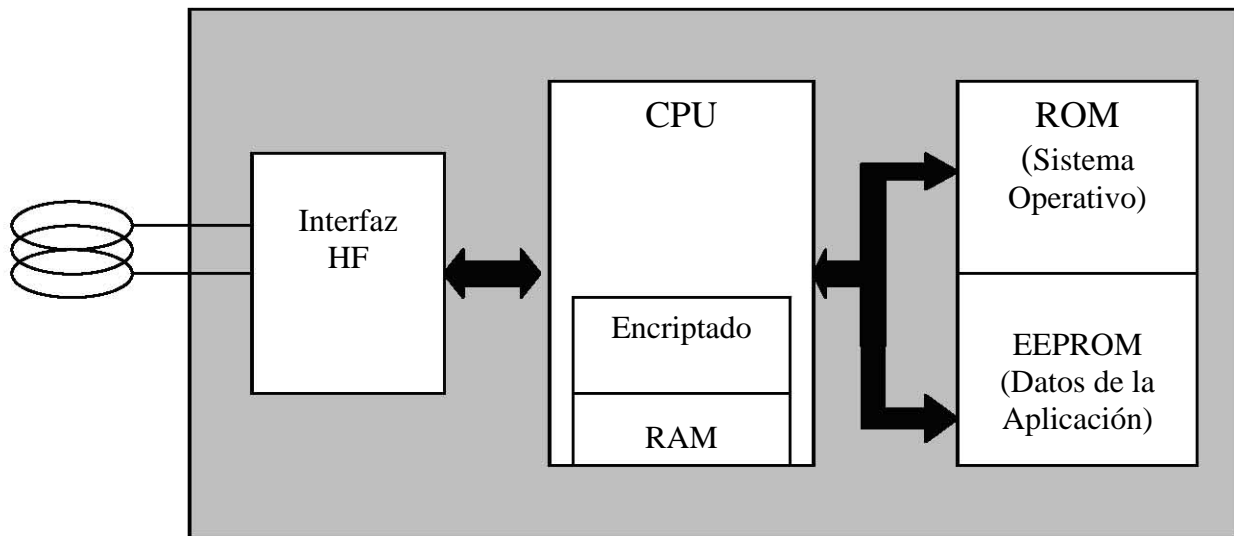 Interfaz
HF
CPU
Encriptado
RAM
ROM
(Sistema
Operativo)
EEPROM
(Datos de la
Aplicación)